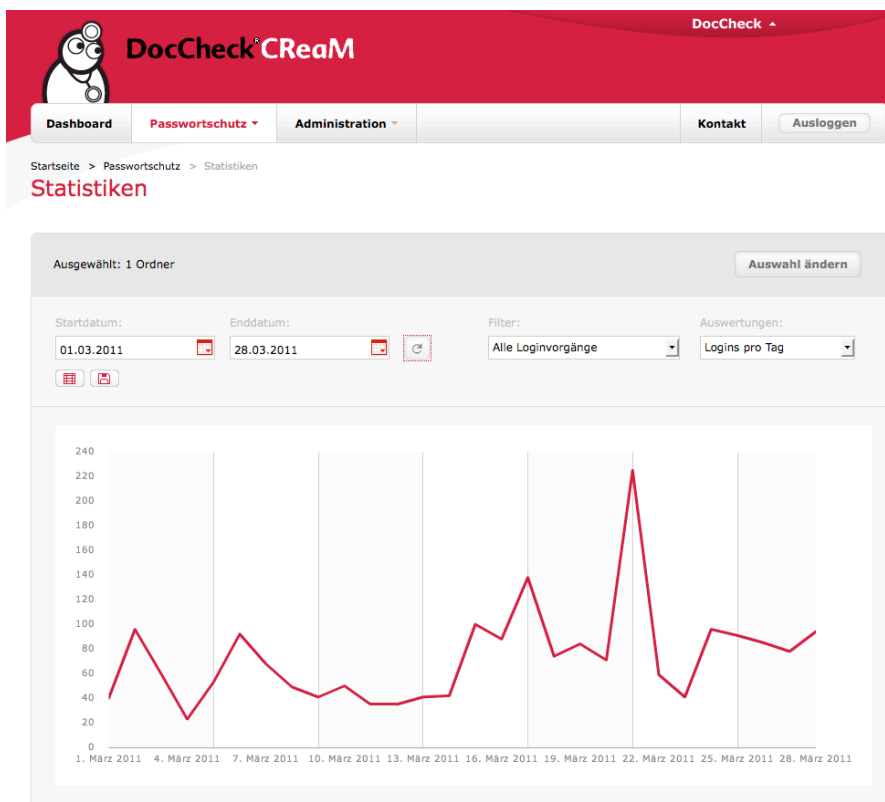 DocCheck
DocCheck® CReaM
Dashboard Passwortschutz Administration Kontakt Ausloggen
Startseite > Passwortschutz > Statistiken
Statistiken
Ausgewählt: 1 Ordner Auswahl ändern
Startdatum: Enddatum: Filter: Auswertungen:
01.03.2011 28.03.2011 Alle Loginvorgänge Logins pro Tag
240
220
200
180
160
140
120
100
80
60
40
20
0
1. März 2011 4. März 2011 7. März 2011 10. März 2011 13. März 2011 16. März 2011 19. März 2011 22. März 2011 25. März 2011 28. März 2011